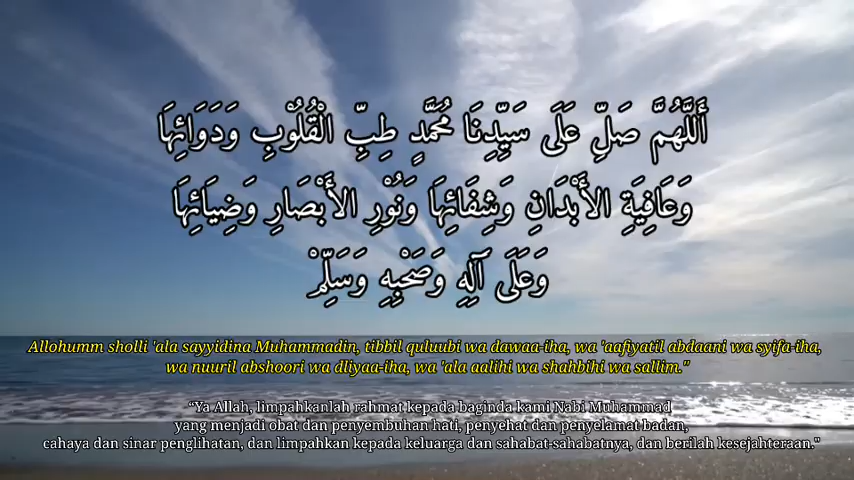 أَللَّهُمَّ صَلِّ عَلَى سَيِّدِنَا مُحَمَّدٍ طِبِّ الْقُلُوْبِ وَدَوَائِهَا
وَعَافِيَةِ الأَبْدَانِ وَشِفَائِهَا وَنُوْرِ الأَبْصَارِ وَضِيَائِهَا
وَعَلَى آلِهِ وَصَحْبِهِ وَسَلِّمْ
Allohumm sholli 'ala sayyidina Muhammadin, tibbil quluubi wa dawaa-iha, wa 'aafiyatil abdaani wa syifa-iha,
wa nuuril abshoori wa dliyaa-iha, wa 'ala aalihi wa shahbihi wa sallim."
“Ya Allah, limpahkanlah rahmat kepada baginda kami Nabi Muhammad
yang menjadi obat dan penyembuhan hati, penyehat dan penyelamat badan,
cahaya dan sinar penglihatan, dan limpahkan kepada keluarga dan sahabat-sahabatnya, dan berilah kesejahteraan."